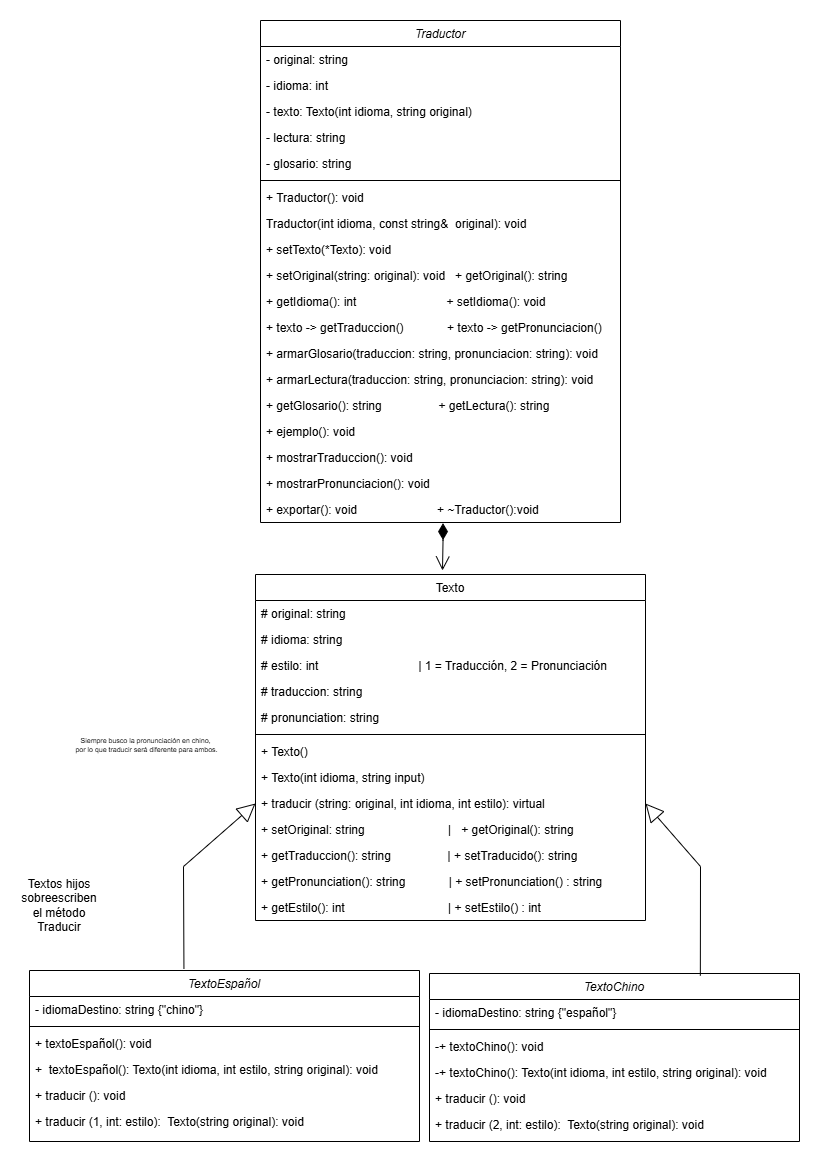 Traductor
- original: string
- idioma: int
- texto: Texto(int idioma, string original)
- lectura: string
- glosario: string
+ Traductor(): void
Traductor(int idioma, const string& original): void
+ setTexto(*Texto): void
+ setOriginal(string: original): void + getOriginal(): string
+ getIdioma(): int + setIdioma(): void
+ texto -> getTraduccion() + texto -> getPronunciacion()
+ armarGlosario(traduccion: string, pronunciacion: string): void
+ armarLectura(traduccion: string, pronunciacion: string): void
+ getGlosario(): string + getLectura(): string
+ ejemplo(): void
+ mostrarTraduccion(): void
+ mostrarPronunciacion(): void
+ exportar(): void + ~Traductor():void
Texto
# original: string
# idioma: string
# estilo: int | 1 = Traducción, 2 = Pronunciación
# traduccion: string
# pronunciation: string
Siempre busco la pronunciación en chino,
por lo que traducir será diferente para ambos.
+ Texto()
+ Texto(int idioma, string input)
+ traducir (string: original, int idioma, int estilo): virtual
+ setOriginal: string | + getOriginal(): string
+ getTraduccion(): string | + setTraducido(): string
+ getPronunciation(): string | + setPronunciation() : string
+ getEstilo(): int | + setEstilo() : int
Textos hijos
sobreescriben
el método
Traducir
TextoEspañol
- idiomaDestino: string {"chino"}
+ textoEspañol(): void
+ textoEspañol(): Texto(int idioma, int estilo, string original): void
+ traducir (): void
+ traducir (1, int: estilo): Texto(string original): void
TextoChino
- idiomaDestino: string {"español"}
-+ textoChino(): void
-+ textoChino(): Texto(int idioma, int estilo, string original): void
+ traducir (): void
+ traducir (2, int: estilo): Texto(string original): void